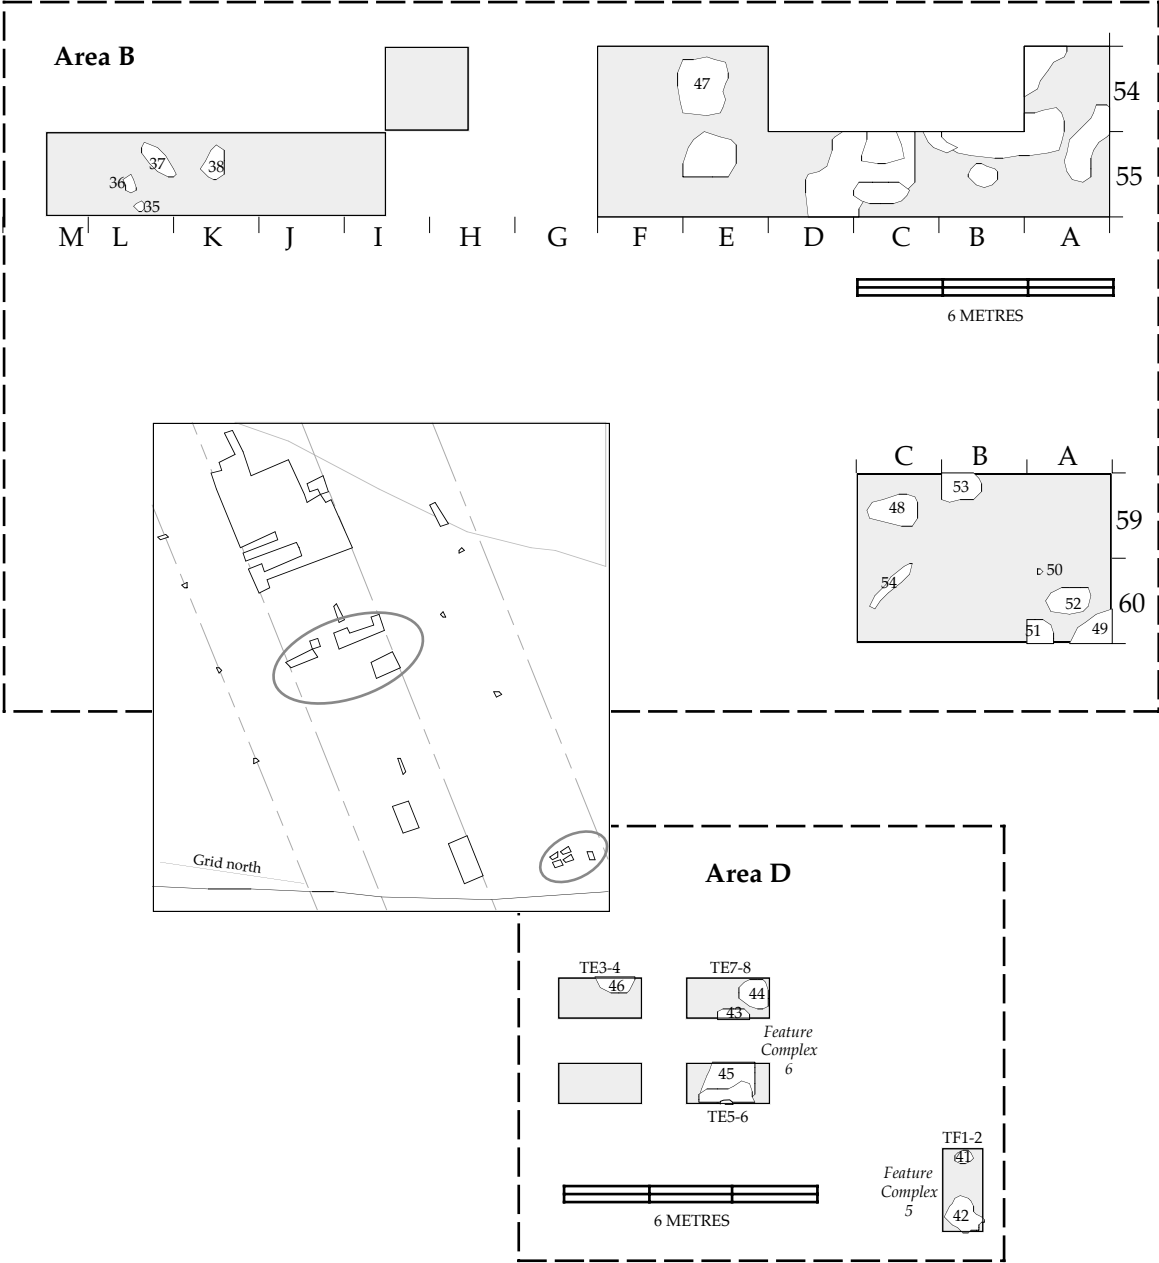 Area B
47
54
37
38
36
35
55
M L K J I H G F E D C B A
6 METRES
C B A
53
48
59
50
54
52
60
51
49
Grid north
Area D
TE3-4
TE7-8
46
44
43
Feature
Complex
6
45
TE5-6
TF1-2
41
Feature
Complex
5
42
6 METRES